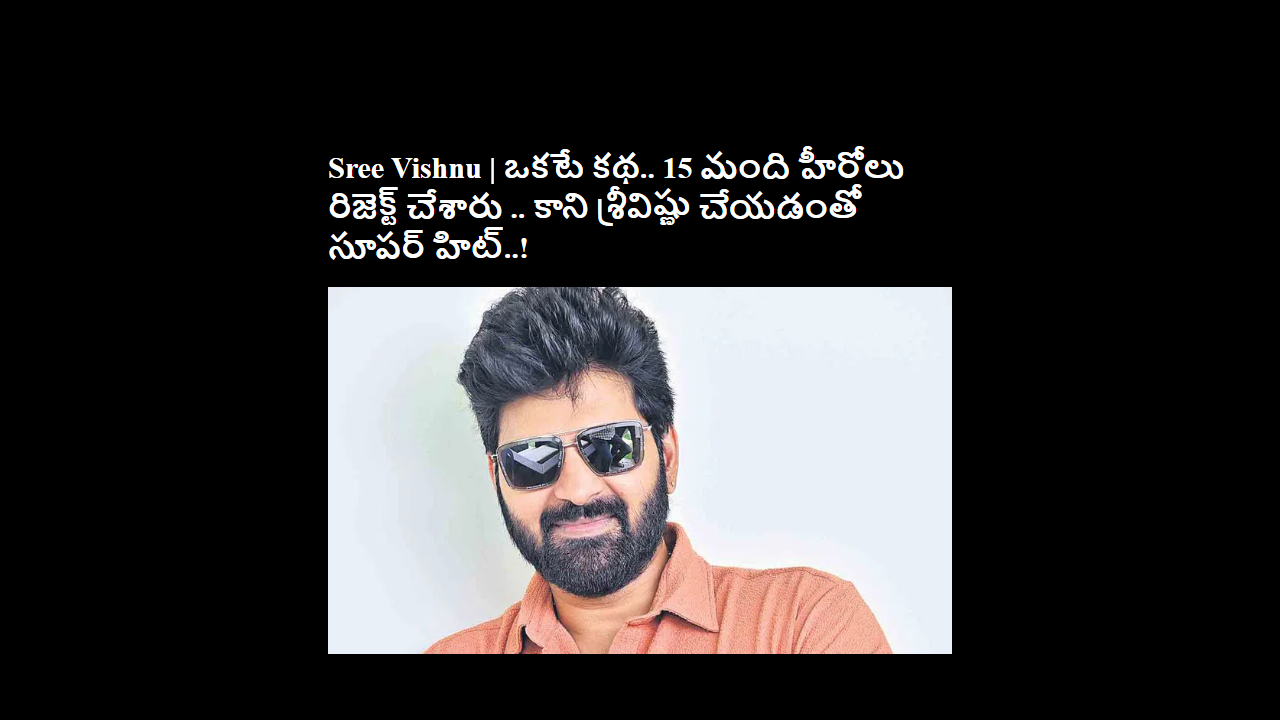 Sree Vishnu | ఒకటే కథ.. 15 మంది హీరోలు
రిజెక్ట్ చేశారు .. కాని శ్రీవిష్ణు చేయడంతో
సూపర్ హిట్..!